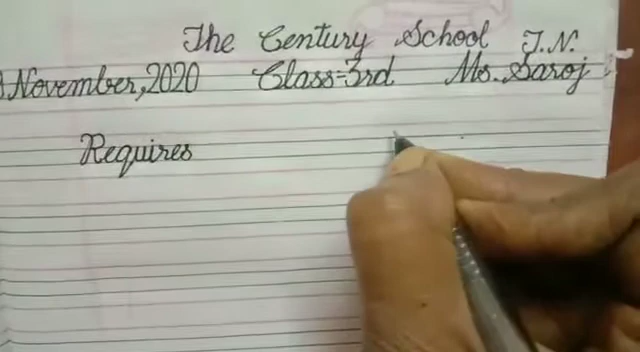 The Century School T.N.
November, 2020 Class-3rd Ms. Saroj
Requires